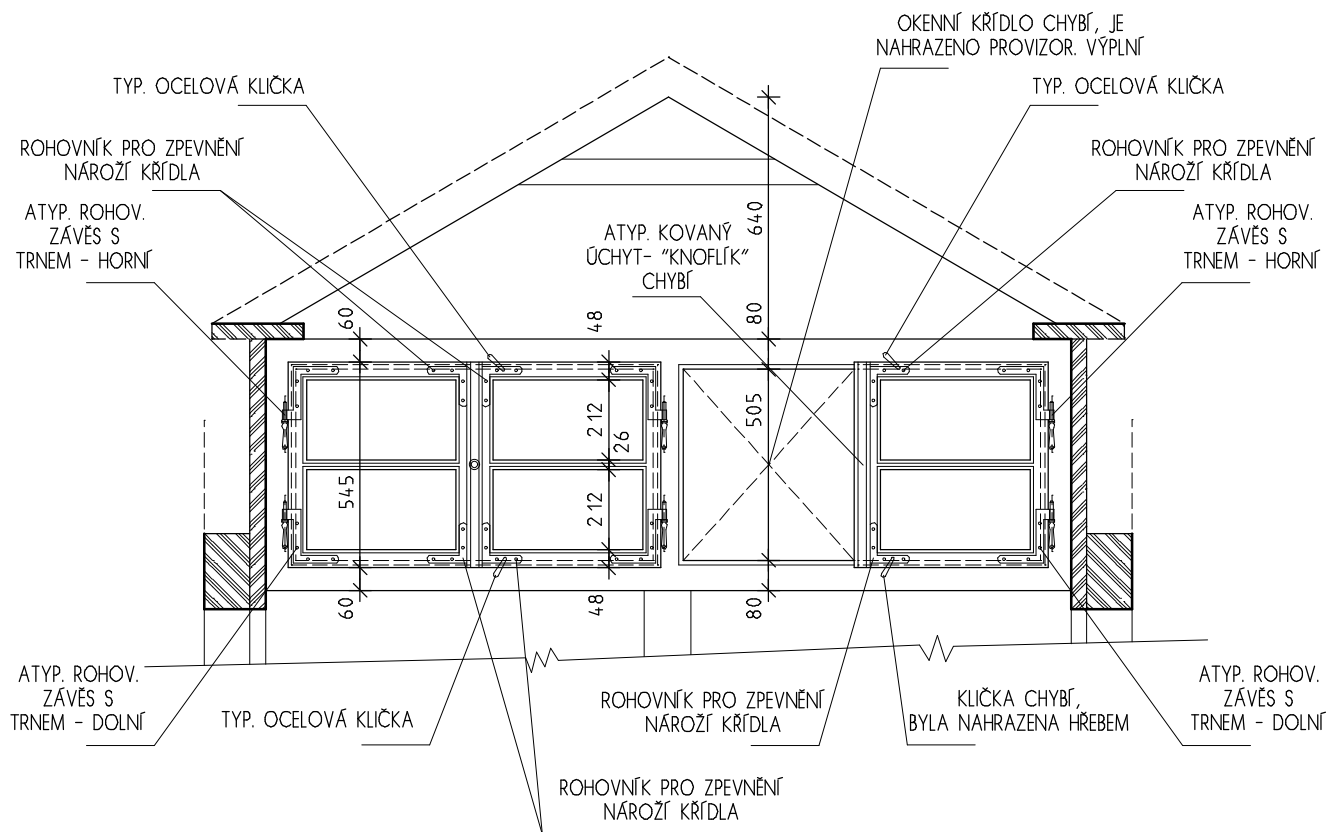 OKENNÍ KŘÍDLO CHYBÍ, JE
NAHRAZENO PROVIZOR. VÝPLNÍ
TYP. OCELOVÁ KLIČKA
TYP. OCELOVÁ KLIČKA
ROHOVNÍK PRO ZPEVNĚNÍ
NÁROŽÍ KŘÍDLA
ROHOVNÍK PRO ZPEVNĚNÍ
NÁROŽÍ KŘÍDLA
ATYP. ROHOV.
ZÁVĚS S
TRNEM - HORNÍ
ATYP. KOVANÝ
ÚCHYT- "KNOFLÍK"
CHYBÍ
640
ATYP. ROHOV.
ZÁVĚS S
TRNEM - HORNÍ
60
48
80
545
212
26
212
505
60
48
80
ATYP. ROHOV.
ZÁVĚS S
TRNEM - DOLNÍ
TYP. OCELOVÁ KLIČKA
ROHOVNÍK PRO ZPEVNĚNÍ
NÁROŽÍ KŘÍDLA
KLIČKA CHYBÍ,
BYLA NAHRAZENA HŘEBEM
ATYP. ROHOV.
ZÁVĚS S
TRNEM - DOLNÍ
ROHOVNÍK PRO ZPEVNĚNÍ
NÁROŽÍ KŘÍDLA